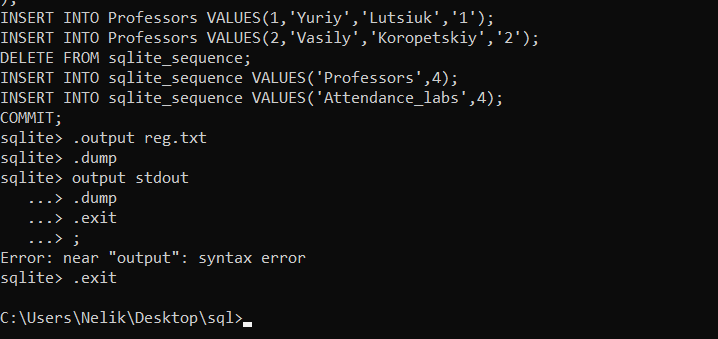 );
INSERT INTO Professors VALUES(1,'Yuriy','Lutsiuk','1');
INSERT INTO Professors VALUES(2,'Vasily','Koropetskiy','2');
DELETE FROM sqlite_sequence;
INSERT INTO sqlite_sequence VALUES('Professors',4);
INSERT INTO sqlite_sequence VALUES('Attendance_labs',4);
COMMIT;
sqlite> .output reg.txt
sqlite> .dump
sqlite> output stdout
   ...> .dump
   ...> .exit
   ...> ;
Error: near "output": syntax error
sqlite> .exit

C:\Users\Nelik\Desktop\sql>